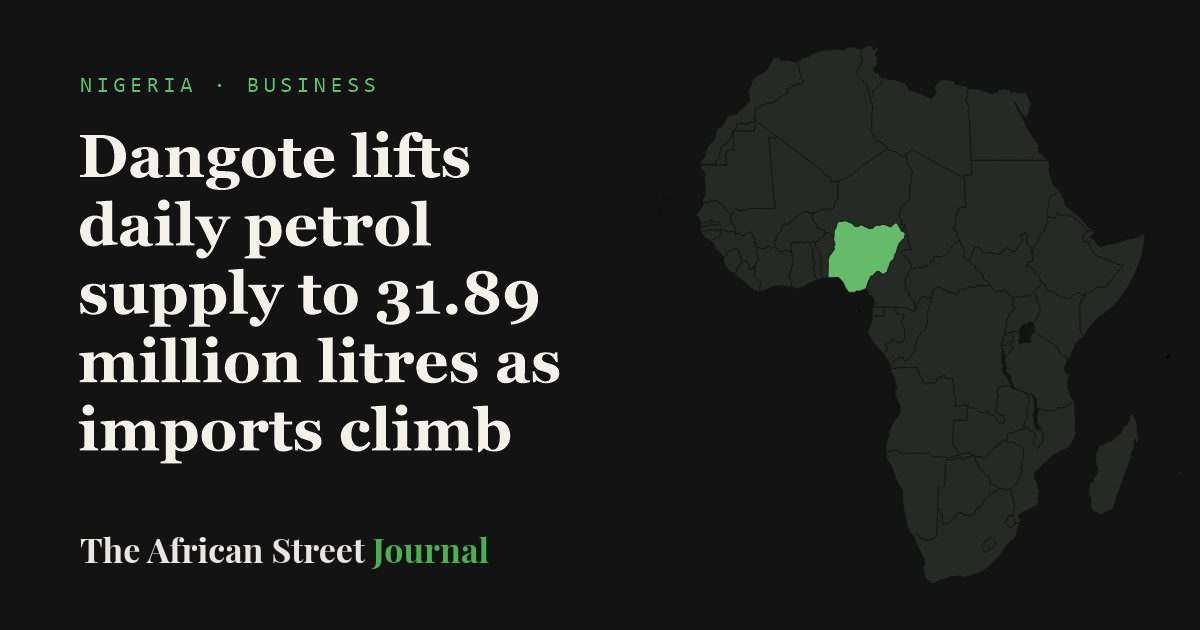 NIGERIA · BUSINESS
Dangote lifts
daily petrol
supply to 31.89
million litres as
imports climb
The African Street Journal